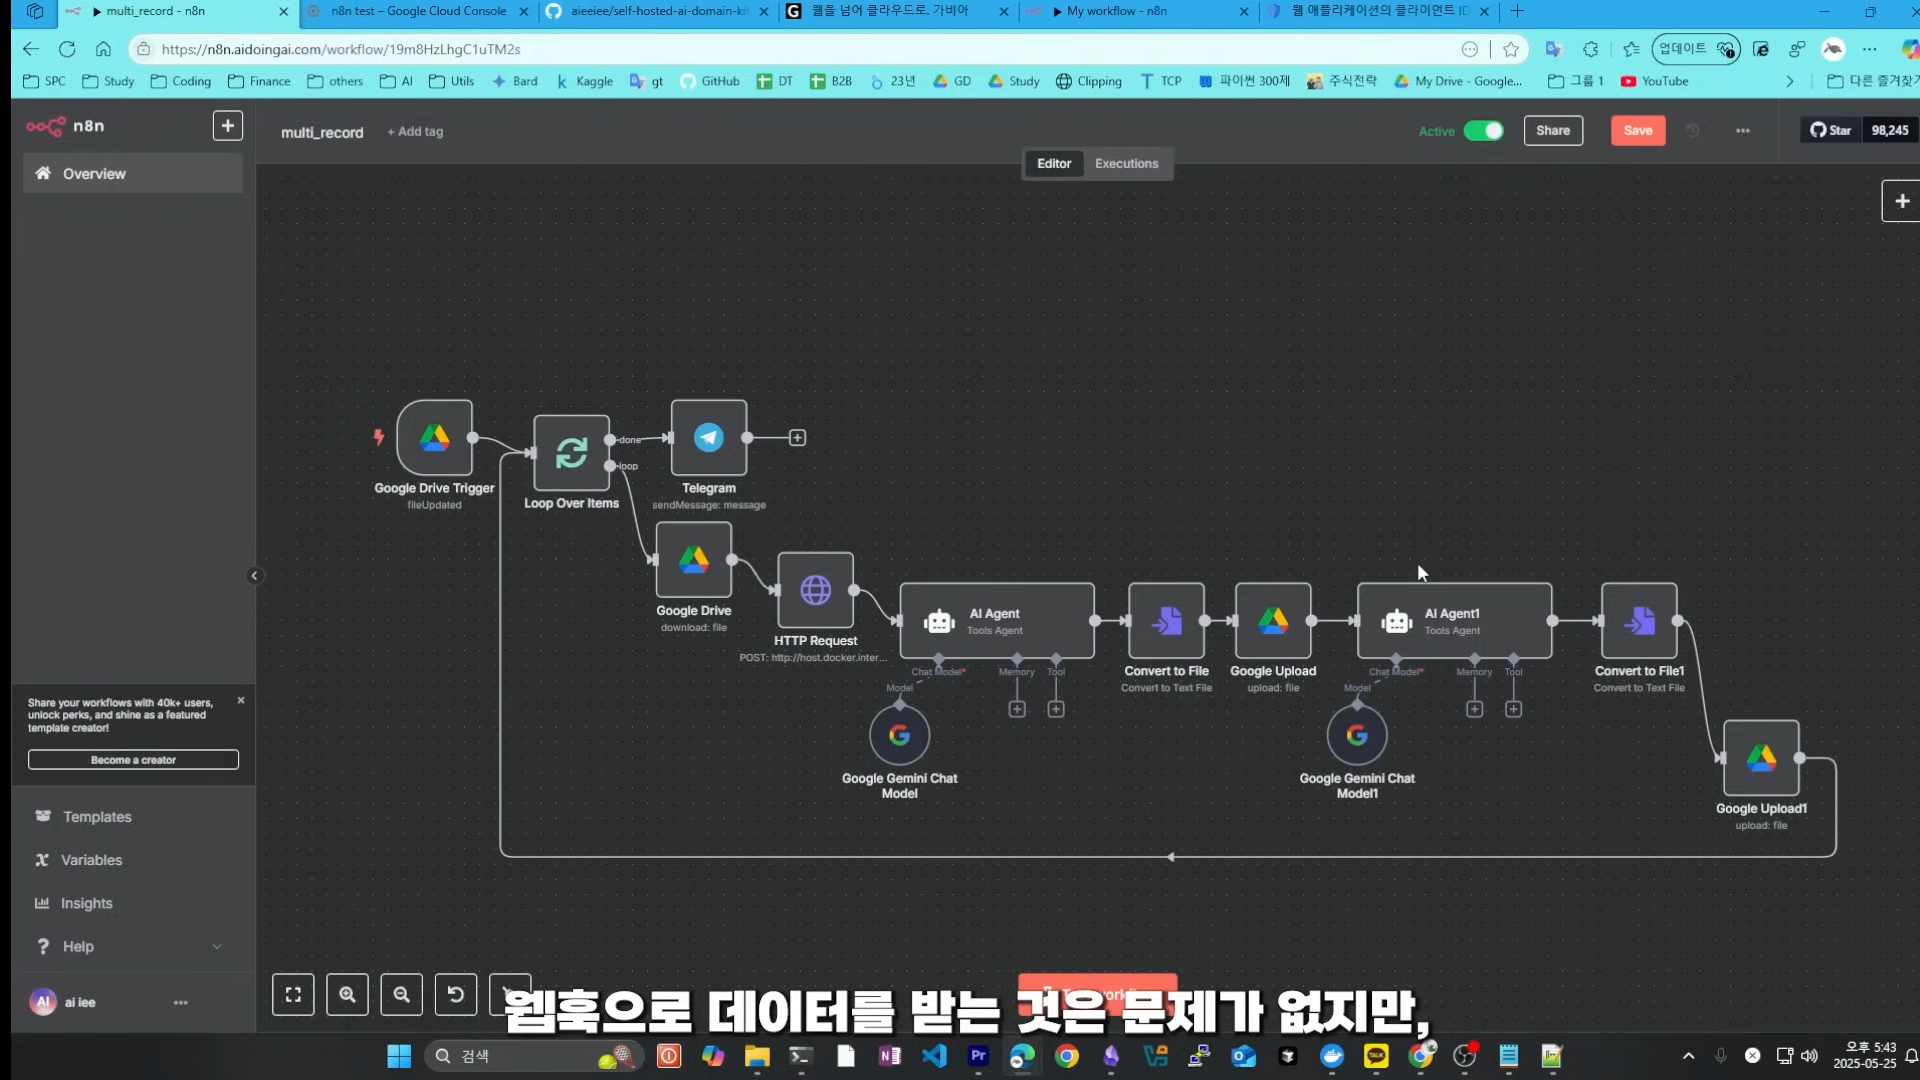 multi_record - n8n
n8n test – Google Cloud Console
aieeiee/self-hosted-ai-domain-kit
웹을 넘어 클라우드로, 가비아
My workflow - n8n
웹 애플리케이션의 클라이언트 ID
https://n8n.aidoingai.com/workflow/19m8HzLhgC1uTM2s
업데이트
SPC
Study
Coding
Finance
others
AI
Utils
Bard
Kaggle
gt
GitHub
DT
B2B
23년
GD
Study
Clipping
TCP
파이썬 300제
주식전략
My Drive - Google...
그룹 1
YouTube
다른 즐겨찾기
n8n
multi_record
+ Add tag
Active
Share
Save
Star
98,245
Editor
Executions
Overview
done
loop
Google Drive Trigger
fileUpdated
Loop Over Items
Telegram
sendMessage: message
Google Drive
download: file
HTTP Request
POST: http://host.docker.inter...
AI Agent
Tools Agent
Chat Model*
Memory
Tool
Model
Google Gemini Chat
Model
Convert to File
Convert to Text File
Google Upload
upload: file
AI Agent1
Tools Agent
Chat Model*
Memory
Tool
Model
Google Gemini Chat
Model1
Convert to File1
Convert to Text File
Google Upload1
upload: file
Share your workflows with 40k+ users,
unlock perks, and shine as a featured
template creator!
Become a creator
Templates
Variables
Insights
Help
AI
ai iee
웹훅으로 데이터를 받는 것은 문제가 없지만,
검색
오후 5:43
2025-05-25